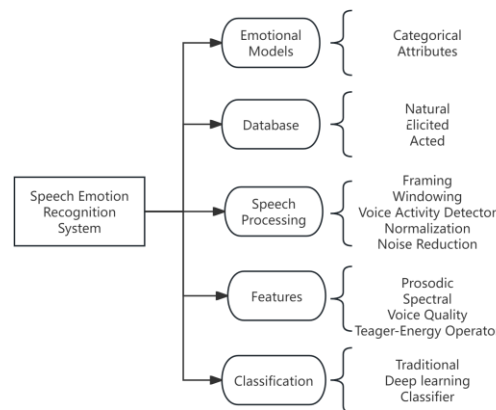 Speech Emotion
Recognition
System
Emotional
Models
Categorical
Attributes
Database
Natural
Elicited
Acted
Speech
Processing
Framing
Windowing
Voice Activity Detector
Normalization
Noise Reduction
Features
Prosodic
Spectral
Voice Quality
Teager-Energy Operato
Classification
Traditional
Deep learning
Classifier